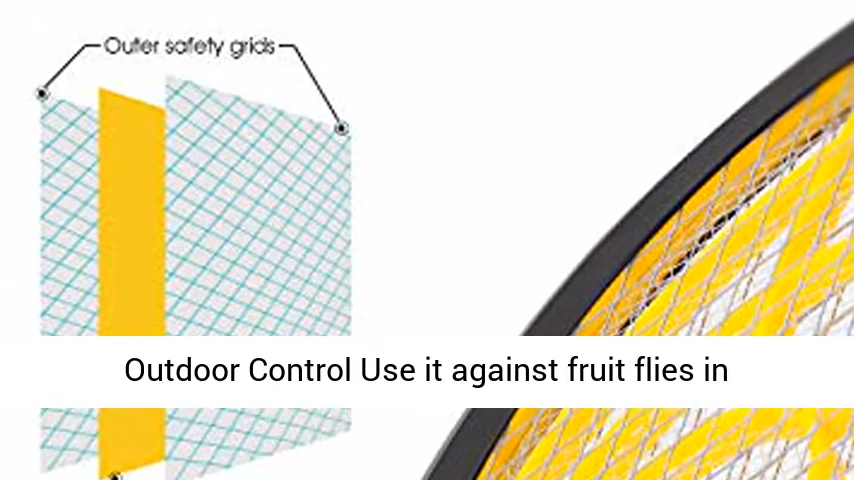 Outer safety grids
Outdoor Control Use it against fruit flies in